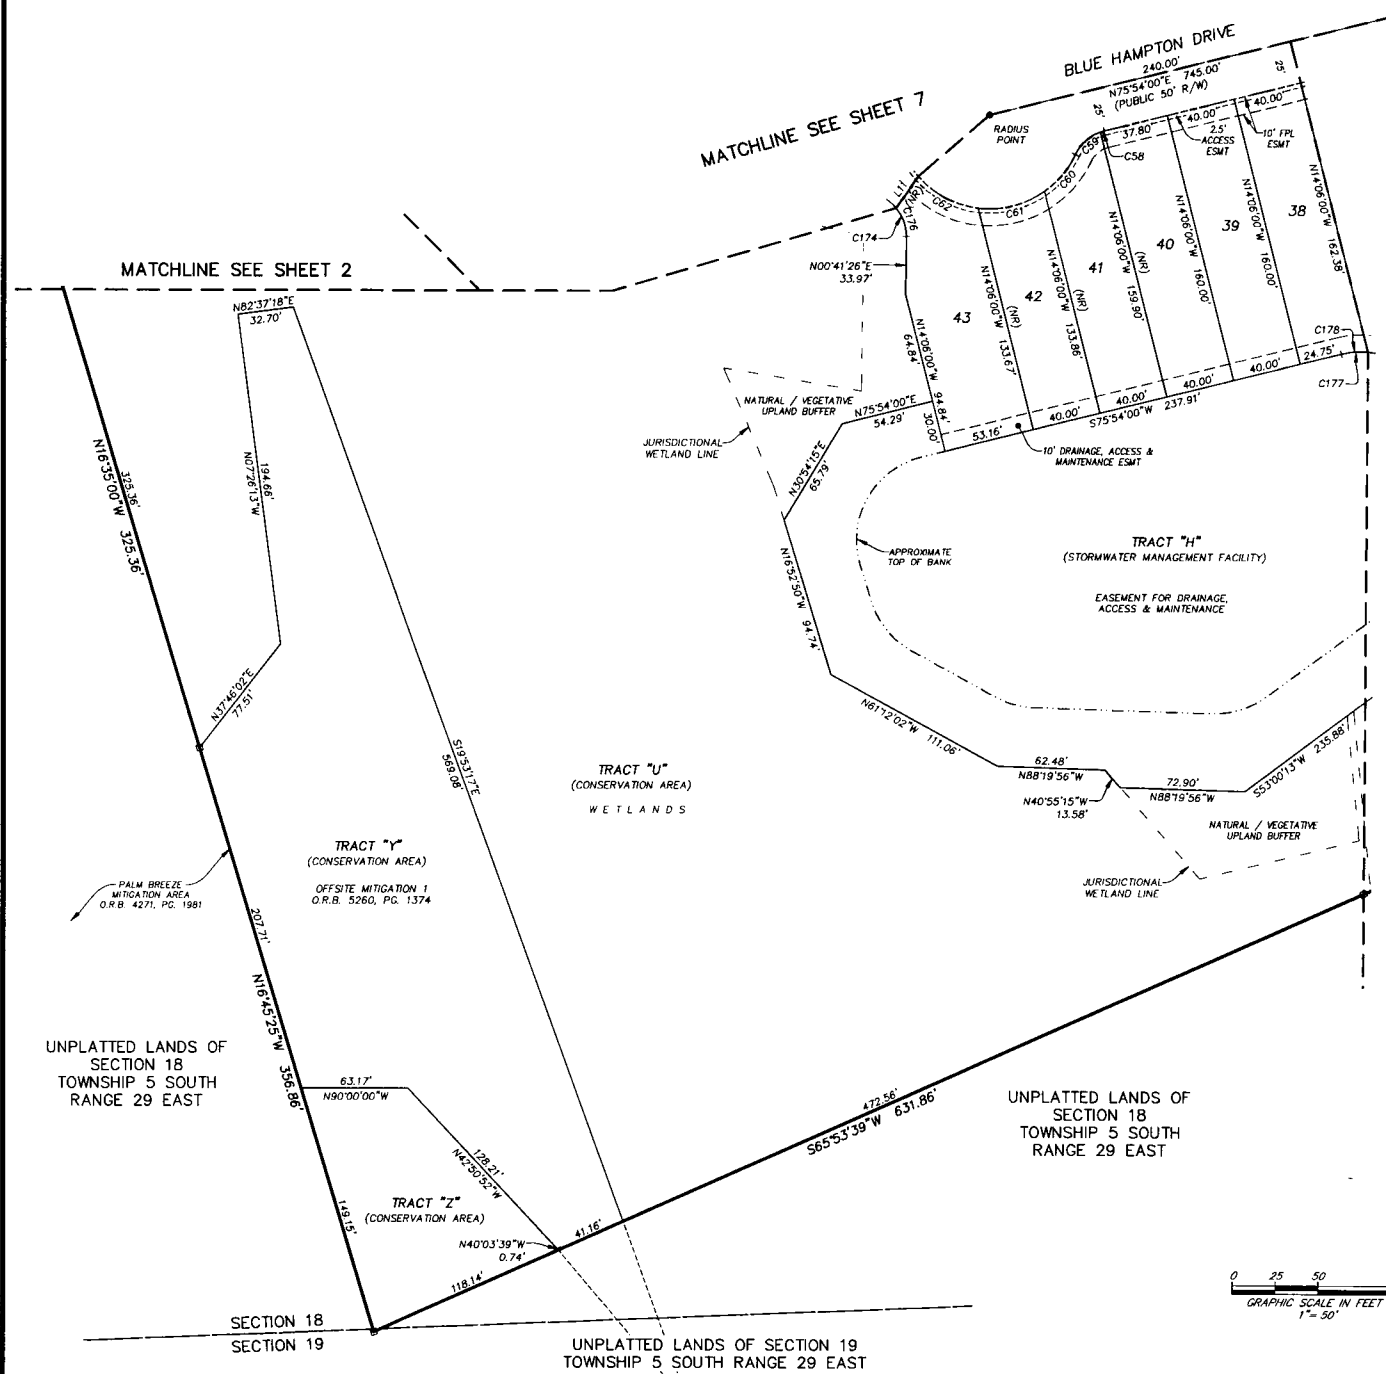 BLUE HAMPTON DRIVE
240.00'
N75°54'00"E 745.00'
(PUBLIC 50' R/W)
25'
25'
MATCHLINE SEE SHEET 7
RADIUS
POINT
37.80'
40.00'
40.00'
2.5'
ACCESS
ESMT
10' FPL
ESMT
C59
C58
C60
C61
C62
L11
(NR)
C176
C174
N00°41'26"E
33.97'
N14°06'00"W 162.38'
N14°06'00"W 160.00'
N14°06'00"W 160.00'
N14°06'00"W (NR) 159.90'
N14°06'00"W (NR) 133.86'
N14°06'00"W (NR) 133.67'
38
39
40
41
42
43
C178
C177
24.75'
40.00'
40.00'
40.00'
40.00'
53.16'
S75°54'00"W 237.91'
10' DRAINAGE, ACCESS &
MAINTENANCE ESMT
N14°06'00"W 94.84'
64.84'
30.00'
N75°54'00"E
54.29'
NATURAL / VEGETATIVE
UPLAND BUFFER
JURISDICTIONAL
WETLAND LINE
N30°54'15"E
65.79'
N16°52'50"W 94.74'
APPROXIMATE
TOP OF BANK
TRACT "H"
(STORMWATER MANAGEMENT FACILITY)
EASEMENT FOR DRAINAGE,
ACCESS & MAINTENANCE
N61°12'02"W 111.06'
62.48'
N88°19'56"W
N40°55'15"W
13.58'
72.90'
N88°19'56"W
S53°00'13"W 235.88'
NATURAL / VEGETATIVE
UPLAND BUFFER
JURISDICTIONAL
WETLAND LINE
MATCHLINE SEE SHEET 2
N82°37'18"E
32.70'
194.66'
N07°26'13"W
N37°46'02"E
77.51'
325.36'
N16°35'00"W 325.36'
S19°53'17"E
569.08'
TRACT "U"
(CONSERVATION AREA)
WETLANDS
TRACT "Y"
(CONSERVATION AREA)
OFFSITE MITIGATION 1
O.R.B. 5260, PG. 1374
PALM BREEZE
MITIGATION AREA
O.R.B. 4271, PG. 1981
207.71'
N16°45'25"W 356.86'
149.15'
UNPLATTED LANDS OF
SECTION 18
TOWNSHIP 5 SOUTH
RANGE 29 EAST
63.17'
N90°00'00"W
128.21'
N42°50'52"W
TRACT "Z"
(CONSERVATION AREA)
N40°03'39"W
0.74'
118.14'
41.16'
472.56'
S65°53'39"W 631.86'
UNPLATTED LANDS OF
SECTION 18
TOWNSHIP 5 SOUTH
RANGE 29 EAST
SECTION 18
SECTION 19
UNPLATTED LANDS OF SECTION 19
TOWNSHIP 5 SOUTH RANGE 29 EAST
0 25 50
GRAPHIC SCALE IN FEET
1"= 50'